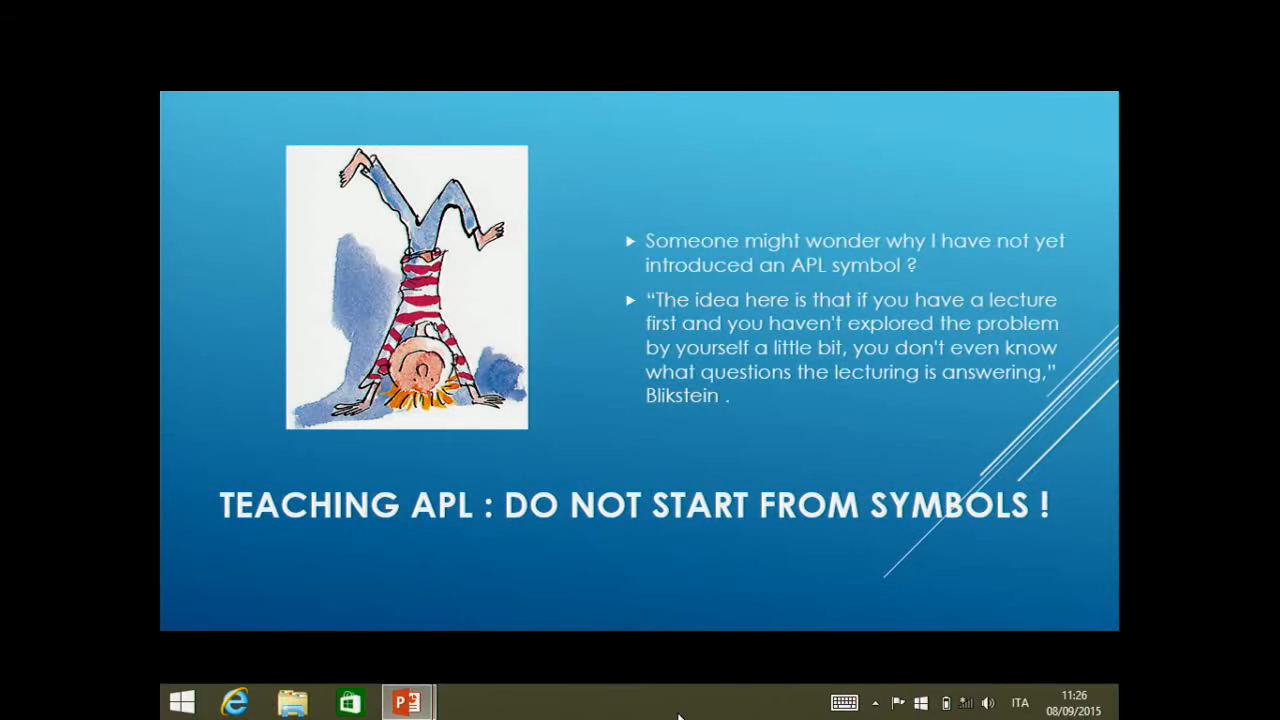 Someone might wonder why I have not yet
introduced an APL symbol ?
“The idea here is that if you have a lecture
first and you haven't explored the problem
by yourself a little bit, you don't even know
what questions the lecturing is answering,”
Blikstein .
TEACHING APL : DO NOT START FROM SYMBOLS !
ITA
11:26
08/09/2015